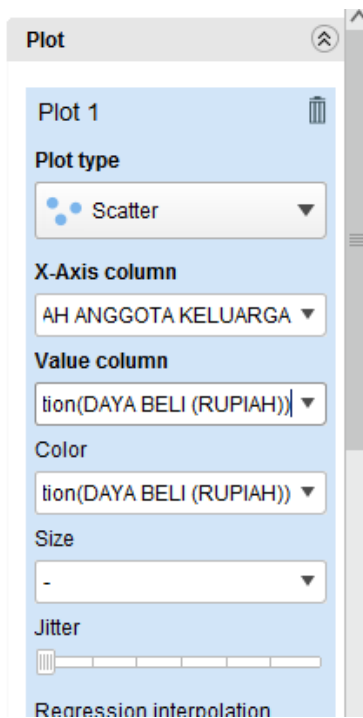 Plot
Plot 1
Plot type
Scatter
X-Axis column
AH ANGGOTA KELUARGA
Value column
tion(DAYA BELI (RUPIAH))
Color
tion(DAYA BELI (RUPIAH))
Size
-
Jitter
Regression interpolation